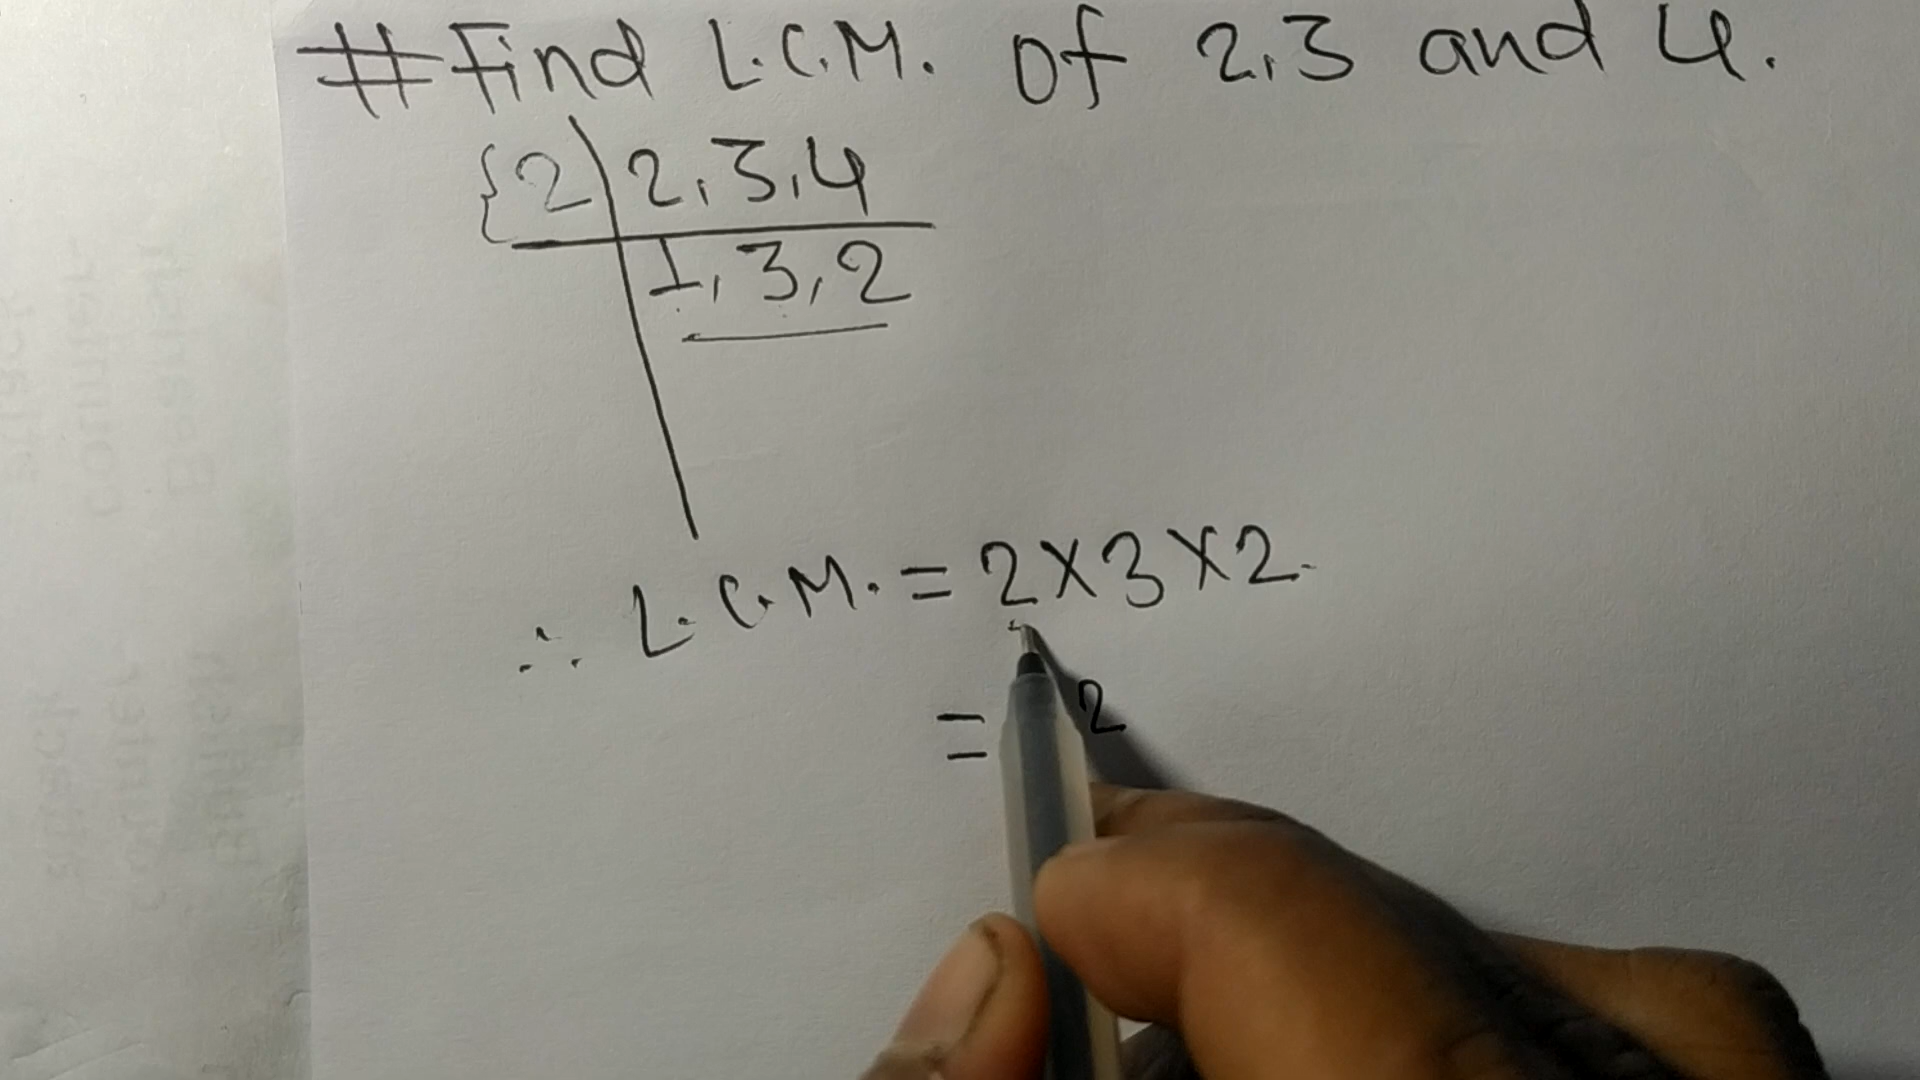 #Find L.C.M. of 2,3 and 4.
{2 2,3,4
1,3,2
∴ L.C.M. = 2×3×2.
= 2